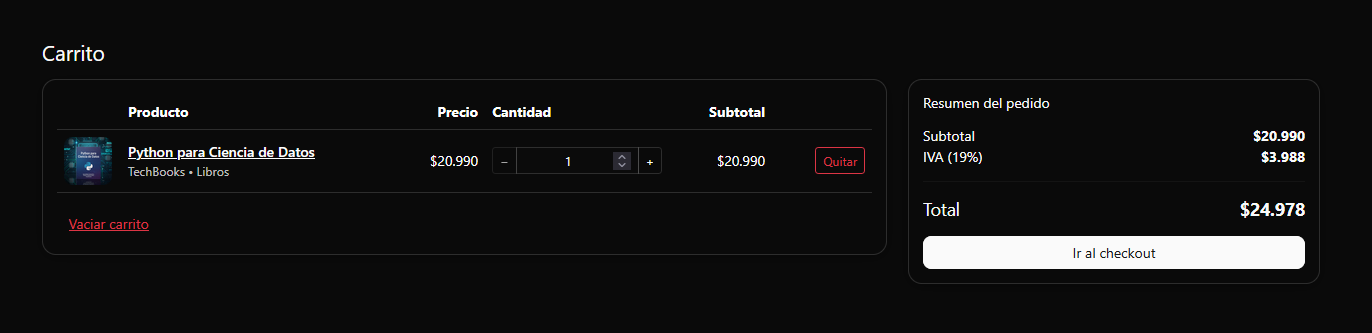 Carrito
Producto Precio Cantidad Subtotal
Python para Ciencia de Datos
TechBooks • Libros
$20.990 − 1 + $20.990 Quitar
Vaciar carrito
Resumen del pedido
Subtotal $20.990
IVA (19%) $3.988
Total $24.978
Ir al checkout